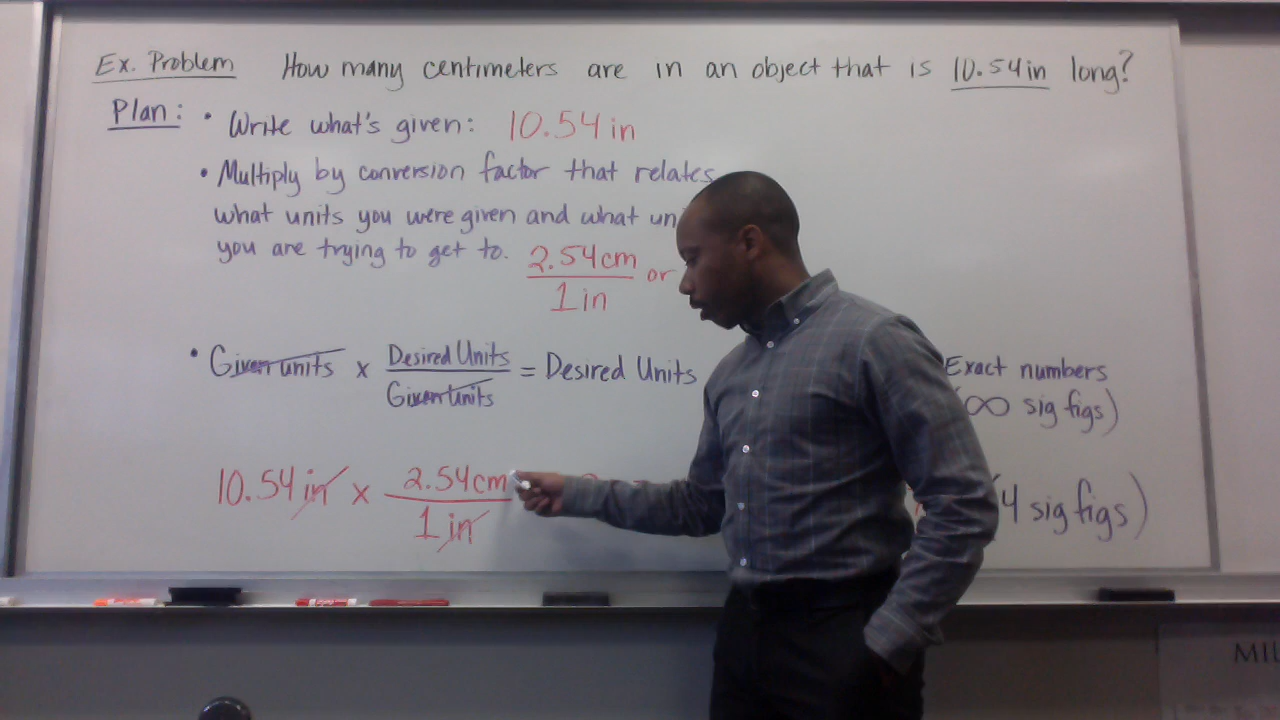 Ex. Problem How many centimeters are in an object that is 10.54 in long?
Plan: • Write what's given: 10.54 in
• Multiply by conversion factor that relates
what units you were given and what un
you are trying to get to. 2.54cm / 1 in or
• Given units x Desired Units / Given Units = Desired Units
Exact numbers
(∞ sig figs)
10.54 in x 2.54cm / 1 in
(4 sig figs)